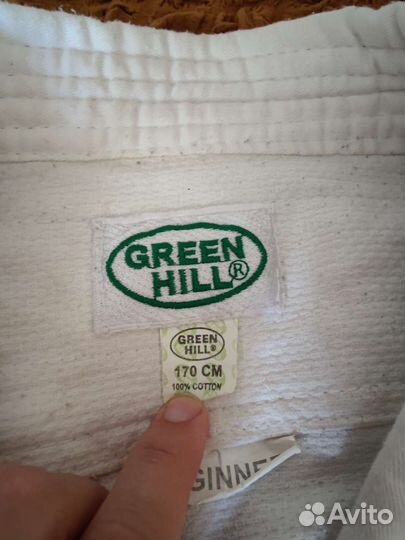 GREEN
HILL®
GREEN
HILL®
170 CM
100% COTTON
GINNE
Avito